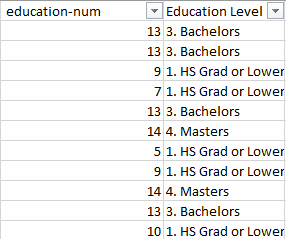 education-num Education Level
13 3. Bachelors
13 3. Bachelors
9 1. HS Grad or Lower
7 1. HS Grad or Lower
13 3. Bachelors
14 4. Masters
5 1. HS Grad or Lower
9 1. HS Grad or Lower
14 4. Masters
13 3. Bachelors
10 1. HS Grad or Lower